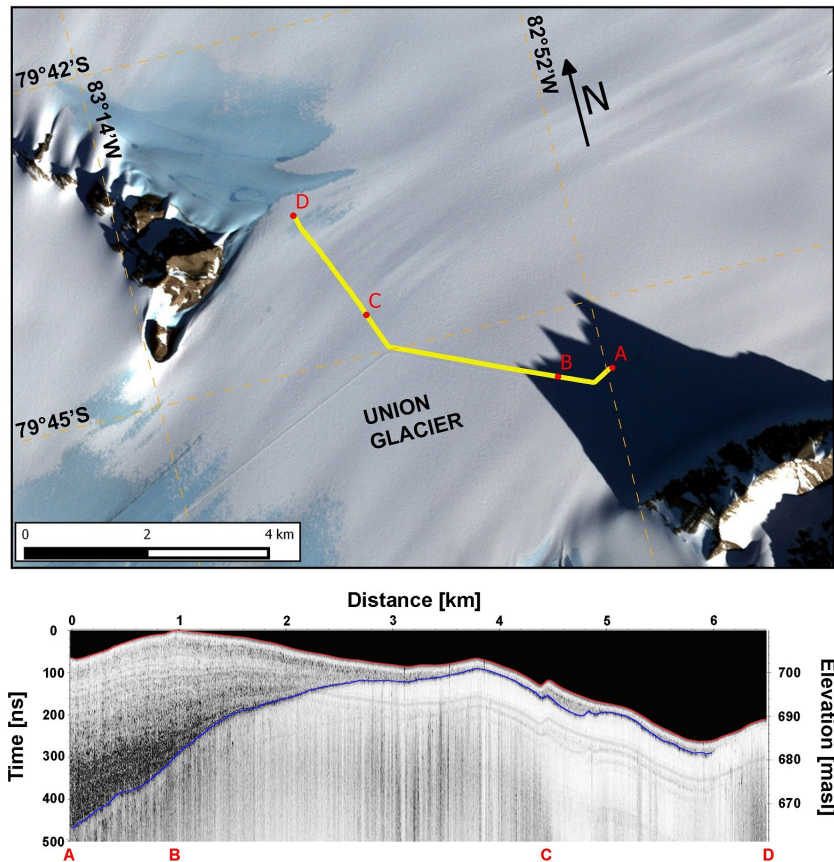 79°42'S
83°14'W
82°52'W
N
D
C
B
A
79°45'S
UNION
GLACIER
0 2 4 km
Distance [km]
0 1 2 3 4 5 6
Time [ns]
0
100
200
300
400
500
Elevation [masl]
700
690
680
670
A B C D